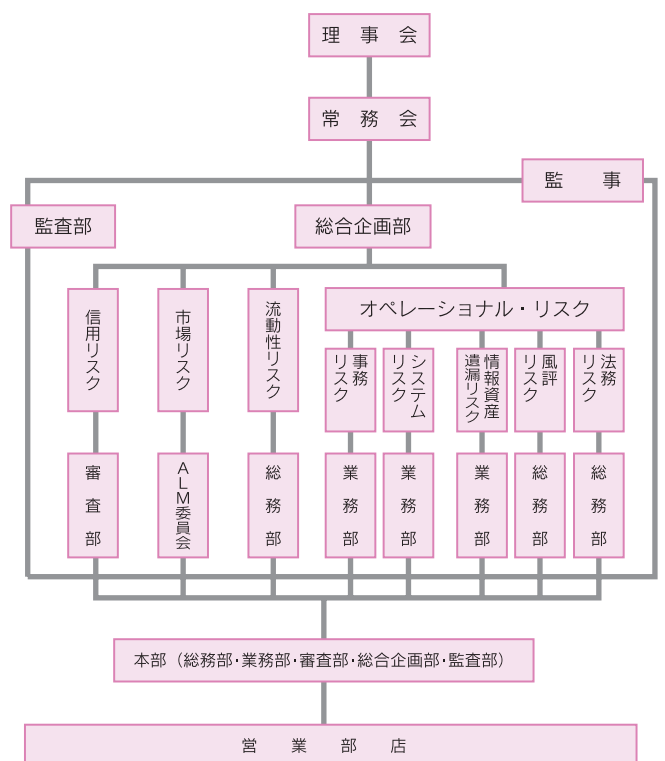 理事会
常務会
監事
監査部
総合企画部
信用リスク
市場リスク
流動性リスク
オペレーショナル・リスク
事務
リスク
システム
リスク
情報資産
遺漏リスク
風評
リスク
法務
リスク
審査部
ALM委員会
総務部
業務部
業務部
業務部
総務部
総務部
本部（総務部・業務部・審査部・総合企画部・監査部）
営業部店